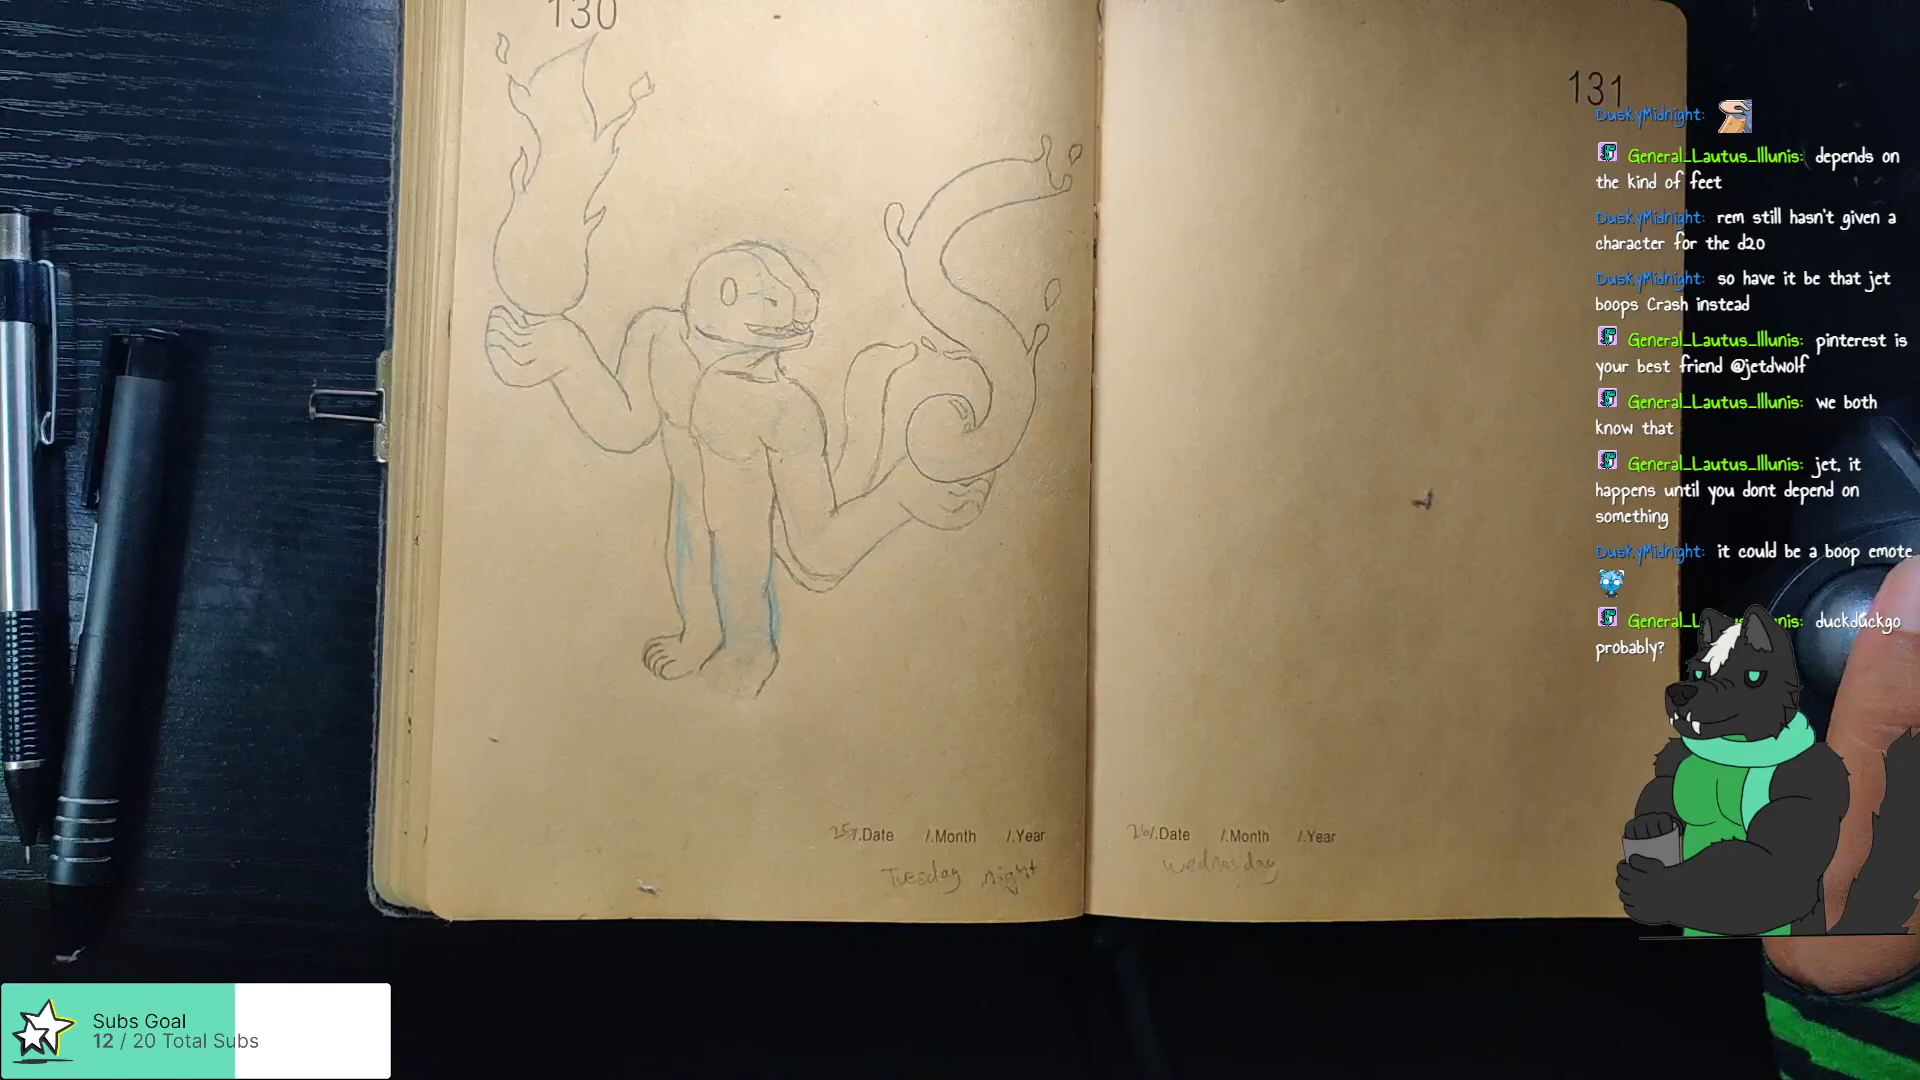 130
131
DuskyMidnight:
General_Lautus_Illunis: depends on
the kind of feet
DuskyMidnight: rem still hasn't given a
character for the d20
DuskyMidnight: so have it be that jet
boops Crash instead
General_Lautus_Illunis: pinterest is
your best friend @jetdwolf
General_Lautus_Illunis: we both
know that
General_Lautus_Illunis: jet, it
happens until you dont depend on
something
DuskyMidnight: it could be a boop emote
General_L nis: duckduckgo
probably?
25/.Date /.Month /.Year
Tuesday night
26/.Date /.Month /.Year
Wednesday
Subs Goal
12 / 20 Total Subs